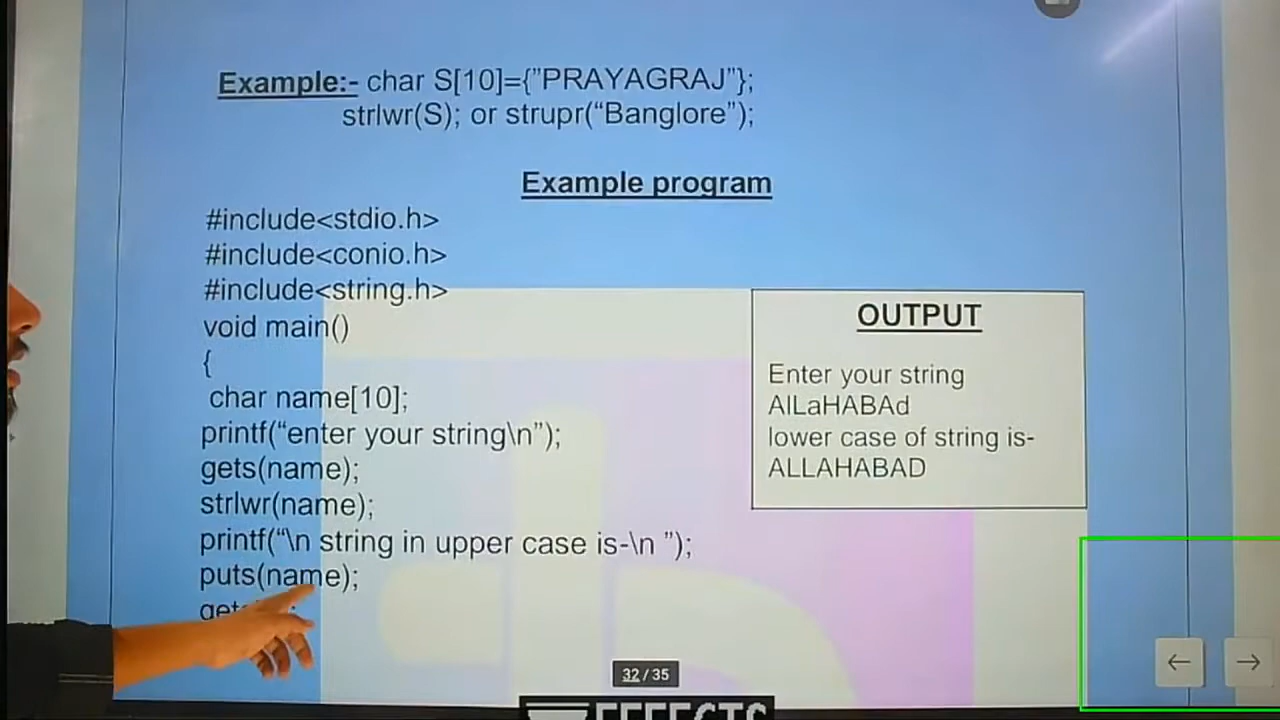 Example:- char S[10]={”PRAYAGRAJ”};
strlwr(S); or strupr(“Banglore”);
Example program
#include<stdio.h>
#include<conio.h>
#include<string.h>
void main()
{
char name[10];
printf(“enter your string\n”);
gets(name);
strlwr(name);
printf(“\n string in upper case is-\n ”);
puts(name);
OUTPUT
Enter your string
AlLaHABAd
lower case of string is-
ALLAHABAD
32 / 35